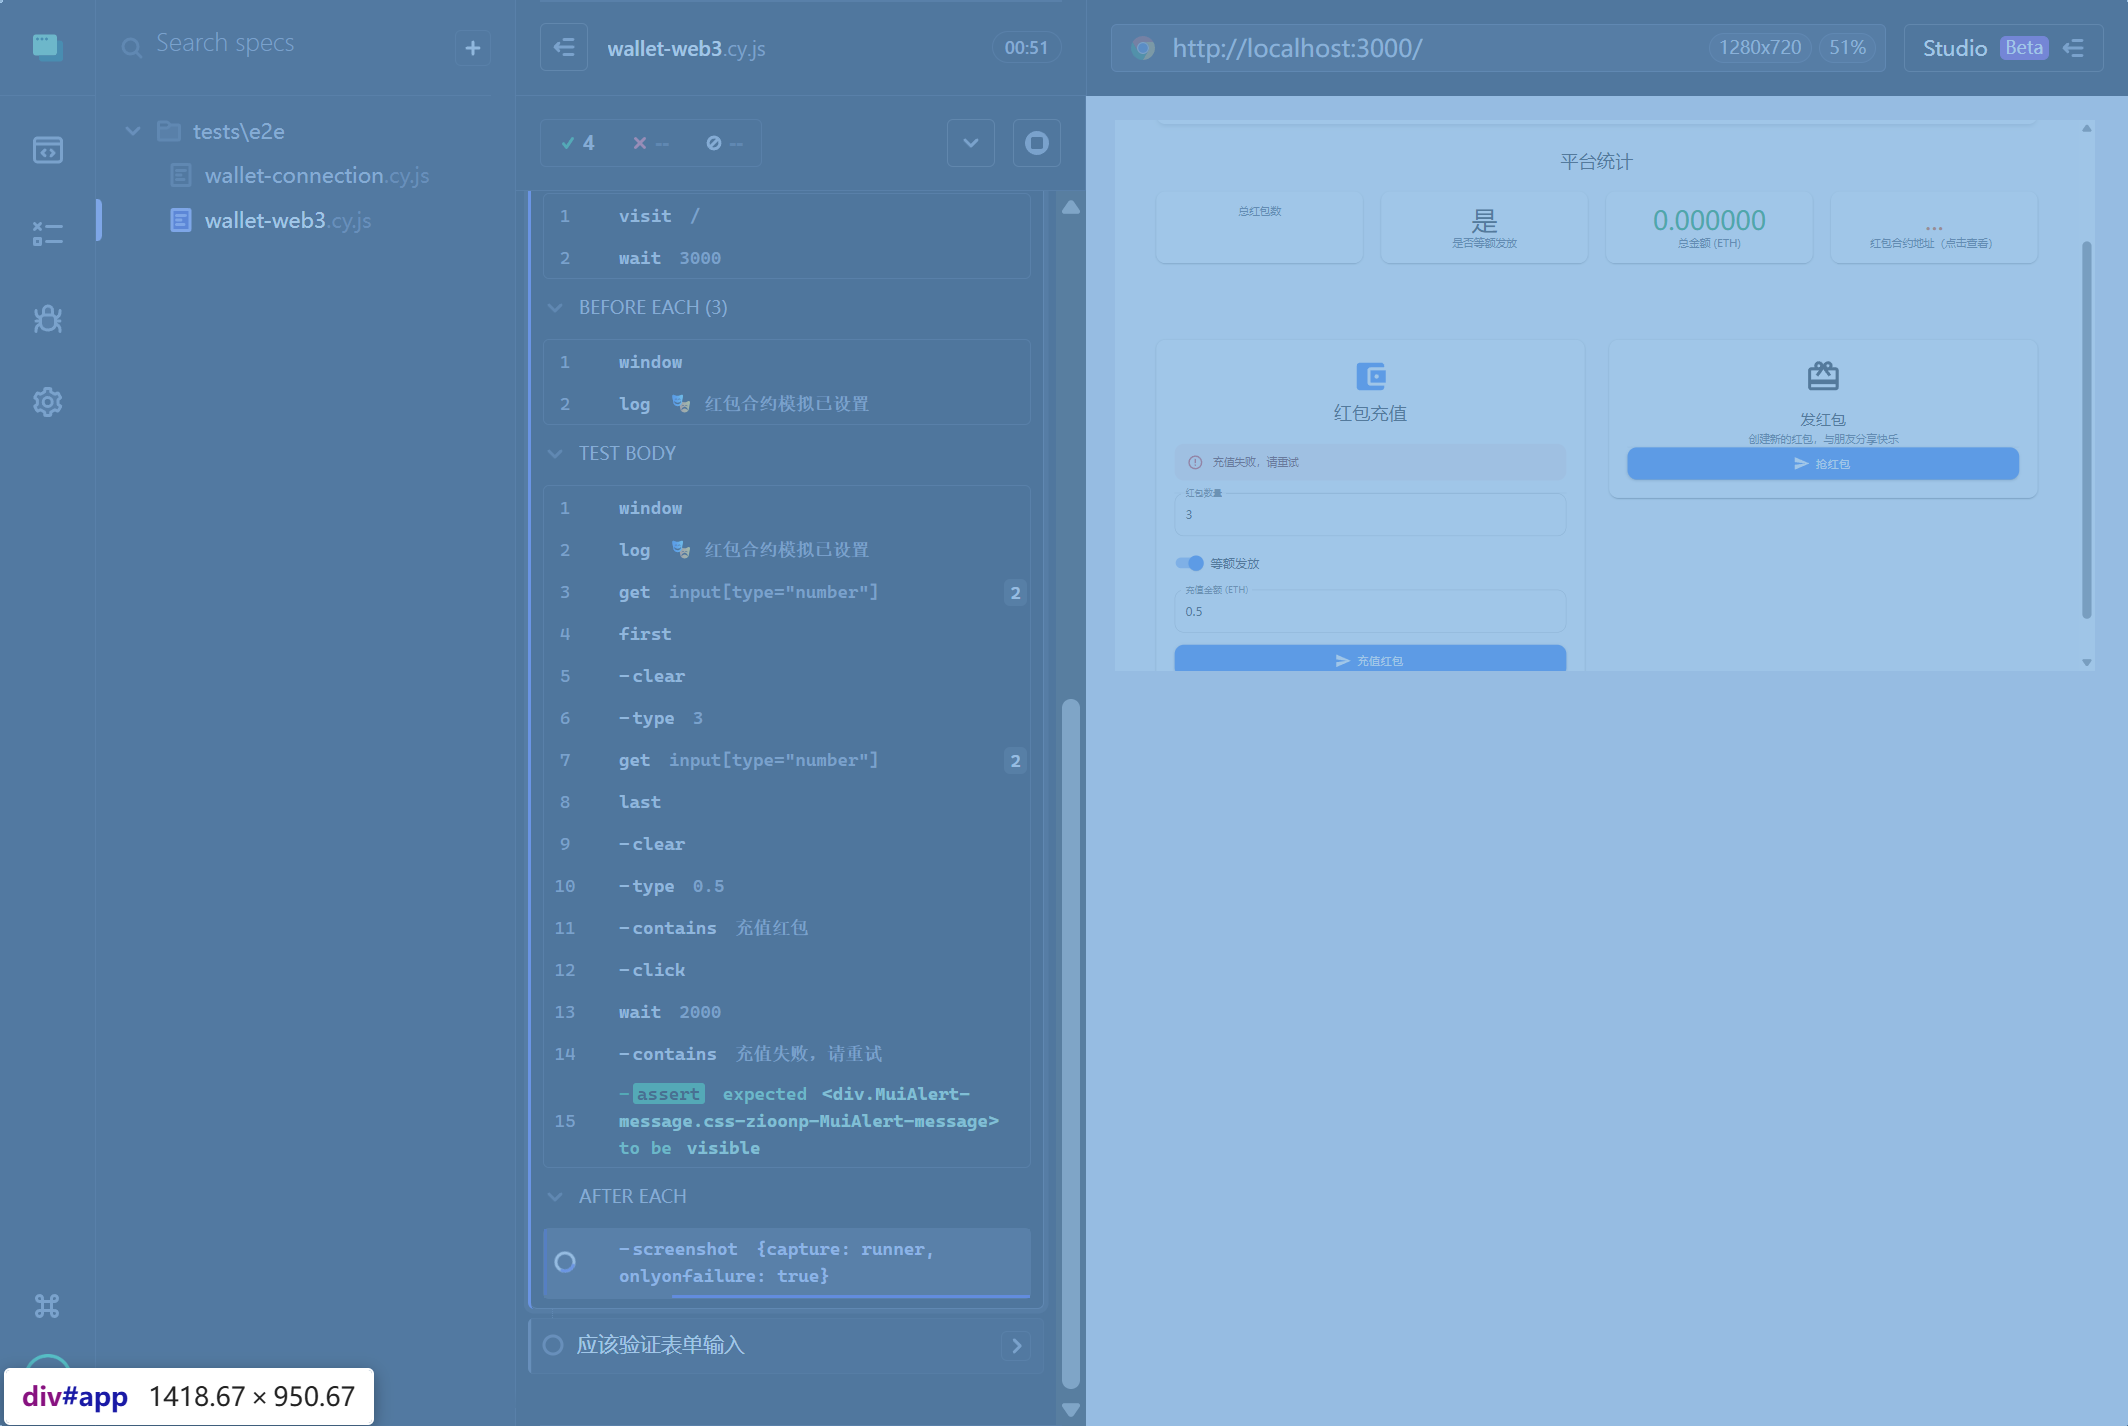 Search specs
tests\e2e
wallet-connection.cy.js
wallet-web3.cy.js
wallet-web3.cy.js
00:51
4
--
--
1 visit /
2 wait 3000
BEFORE EACH (3)
1 window
2 log 🎭 红包合约模拟已设置
TEST BODY
1 window
2 log 🎭 红包合约模拟已设置
3 get input[type="number"] 2
4 first
5 -clear
6 -type 3
7 get input[type="number"] 2
8 last
9 -clear
10 -type 0.5
11 -contains 充值红包
12 -click
13 wait 2000
14 -contains 充值失败，请重试
15 -assert expected <div.MuiAlert-
message.css-zioonp-MuiAlert-message>
to be visible
AFTER EACH
-screenshot {capture: runner,
onlyonfailure: true}
应该验证表单输入
http://localhost:3000/
1280x720
51%
Studio Beta
平台统计
总红包数
是
是否等额发放
0.000000
总金额 (ETH)
...
红包合约地址（点击查看）
红包充值
充值失败，请重试
红包数量
3
等额发放
充值金额 (ETH)
0.5
充值红包
发红包
创建新的红包，与朋友分享快乐
抢红包
div#app 1418.67 × 950.67